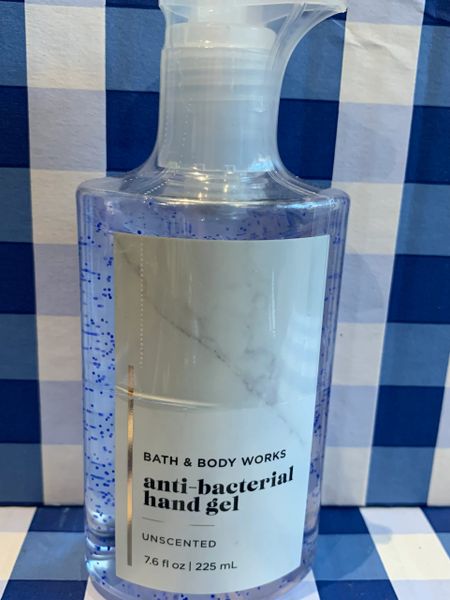 BATH & BODY WORKS
anti-bacterial
hand gel
UNSCENTED
7.6 fl oz | 225 mL